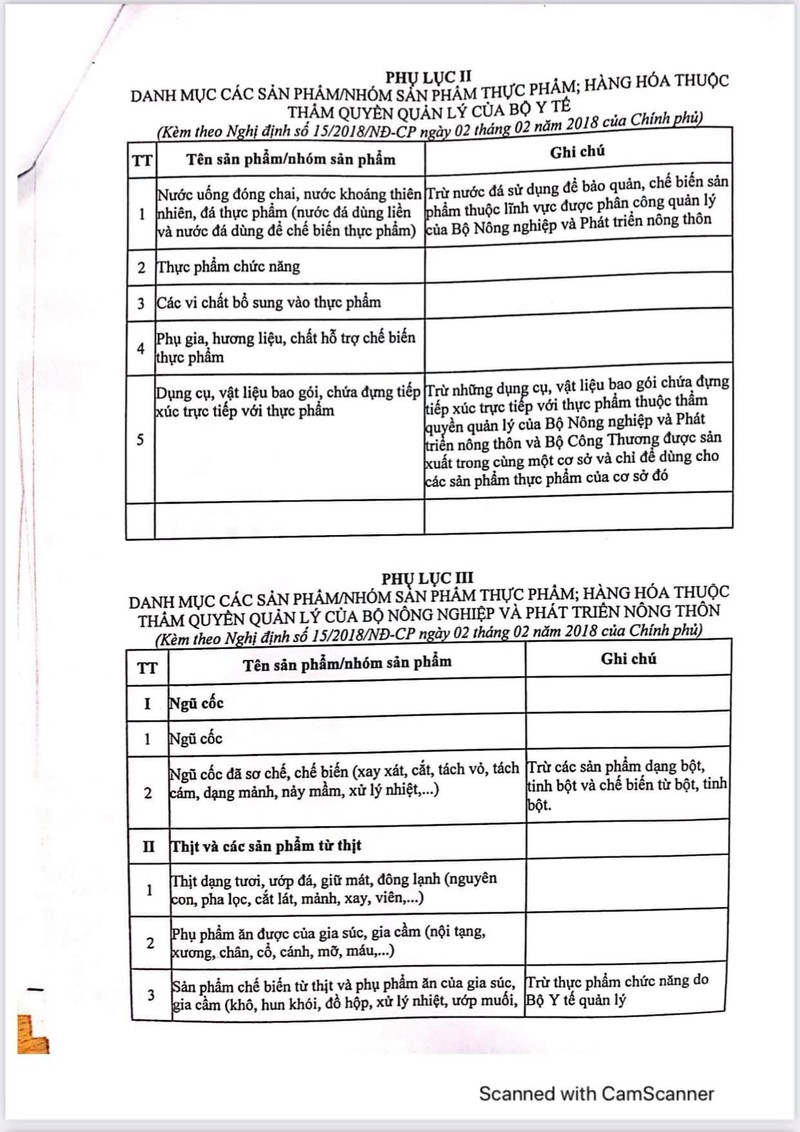 PHỤ LỤC II
DANH MỤC CÁC SẢN PHẨM/NHÓM SẢN PHẨM THỰC PHẨM; HÀNG HÓA THUỘC
THẨM QUYỀN QUẢN LÝ CỦA BỘ Y TẾ
(Kèm theo Nghị định số 15/2018/NĐ-CP ngày 02 tháng 02 năm 2018 của Chính phủ)
TT Tên sản phẩm/nhóm sản phẩm Ghi chú
1 Nước uống đóng chai, nước khoáng thiên nhiên, đá thực phẩm (nước đá dùng liền và nước đá dùng để chế biến thực phẩm) Trừ nước đá sử dụng để bảo quản, chế biến sản phẩm thuộc lĩnh vực được phân công quản lý của Bộ Nông nghiệp và Phát triển nông thôn
2 Thực phẩm chức năng
3 Các vi chất bổ sung vào thực phẩm
4 Phụ gia, hương liệu, chất hỗ trợ chế biến thực phẩm
5 Dụng cụ, vật liệu bao gói, chứa đựng tiếp xúc trực tiếp với thực phẩm Trừ những dụng cụ, vật liệu bao gói chứa đựng tiếp xúc trực tiếp với thực phẩm thuộc thẩm quyền quản lý của Bộ Nông nghiệp và Phát triển nông thôn và Bộ Công Thương được sản xuất trong cùng một cơ sở và chỉ để dùng cho các sản phẩm thực phẩm của cơ sở đó
PHỤ LỤC III
DANH MỤC CÁC SẢN PHẨM/NHÓM SẢN PHẨM THỰC PHẨM; HÀNG HÓA THUỘC
THẨM QUYỀN QUẢN LÝ CỦA BỘ NÔNG NGHIỆP VÀ PHÁT TRIỂN NÔNG THÔN
(Kèm theo Nghị định số 15/2018/NĐ-CP ngày 02 tháng 02 năm 2018 của Chính phủ)
TT Tên sản phẩm/nhóm sản phẩm Ghi chú
I Ngũ cốc
1 Ngũ cốc
2 Ngũ cốc đã sơ chế, chế biến (xay xát, cắt, tách vỏ, tách cám, dạng mảnh, nảy mầm, xử lý nhiệt,...) Trừ các sản phẩm dạng bột, tinh bột và chế biến từ bột, tinh bột.
II Thịt và các sản phẩm từ thịt
1 Thịt dạng tươi, ướp đá, giữ mát, đông lạnh (nguyên con, pha lọc, cắt lát, mảnh, xay, viên,...)
2 Phụ phẩm ăn được của gia súc, gia cầm (nội tạng, xương, chân, cổ, cánh, mỡ, máu,...)
3 Sản phẩm chế biến từ thịt và phụ phẩm ăn của gia súc, gia cầm (khô, hun khói, đồ hộp, xử lý nhiệt, ướp muối, Trừ thực phẩm chức năng do Bộ Y tế quản lý
Scanned with CamScanner